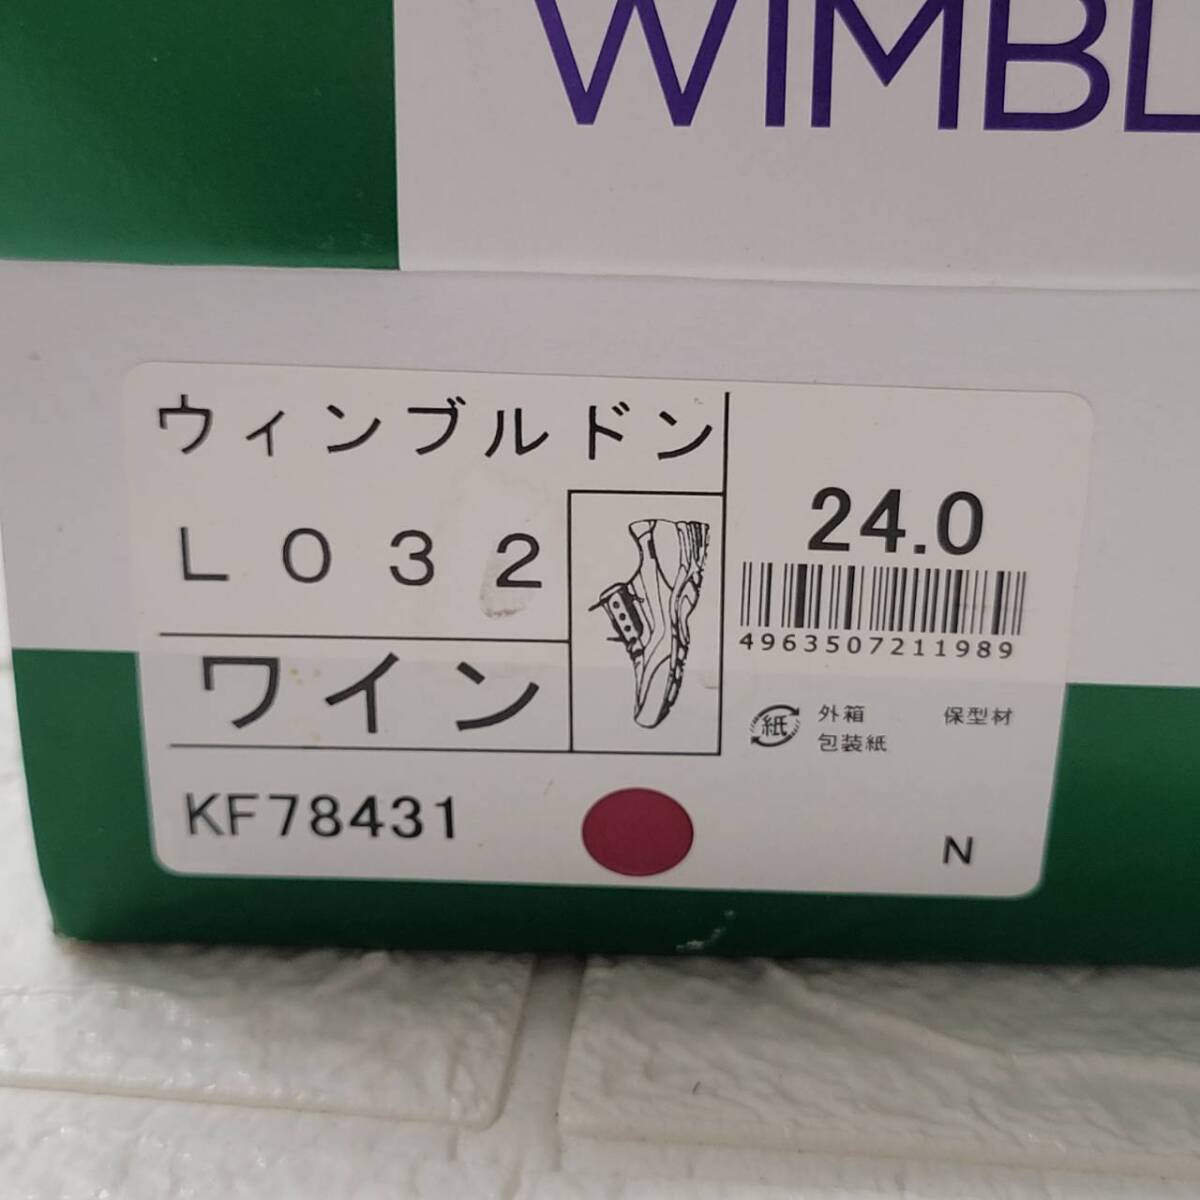 WIMBL
ウィンブルドン
L032
24.0
4963507211989
ワイン
紙
外箱 保型材
包装紙
KF78431
N